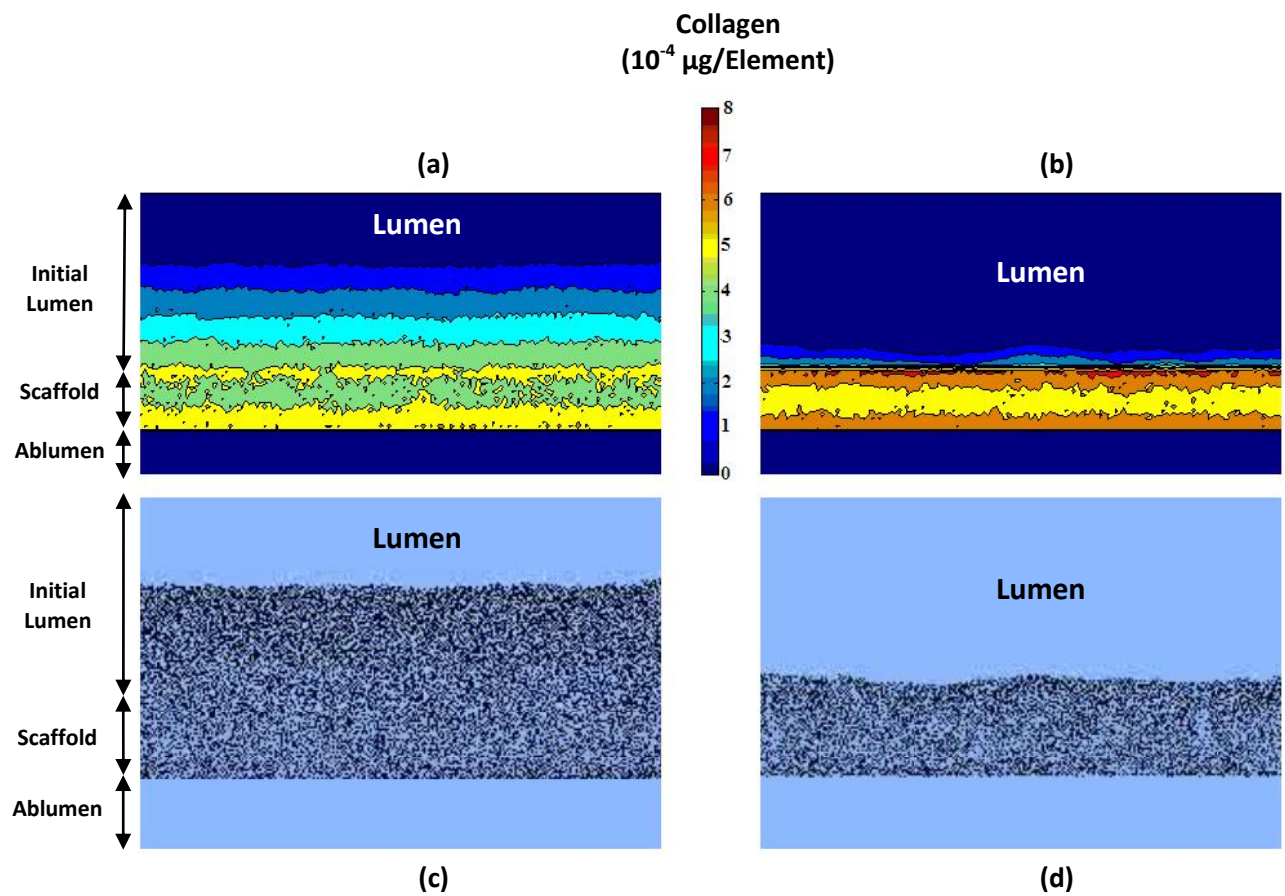 Collagen
(10⁻⁴ µg/Element)
(a)
(b)
8
7
6
5
4
3
2
1
0
Lumen
Lumen
Initial
Lumen
Scaffold
Ablumen
Lumen
Lumen
Initial
Lumen
Scaffold
Ablumen
(c)
(d)